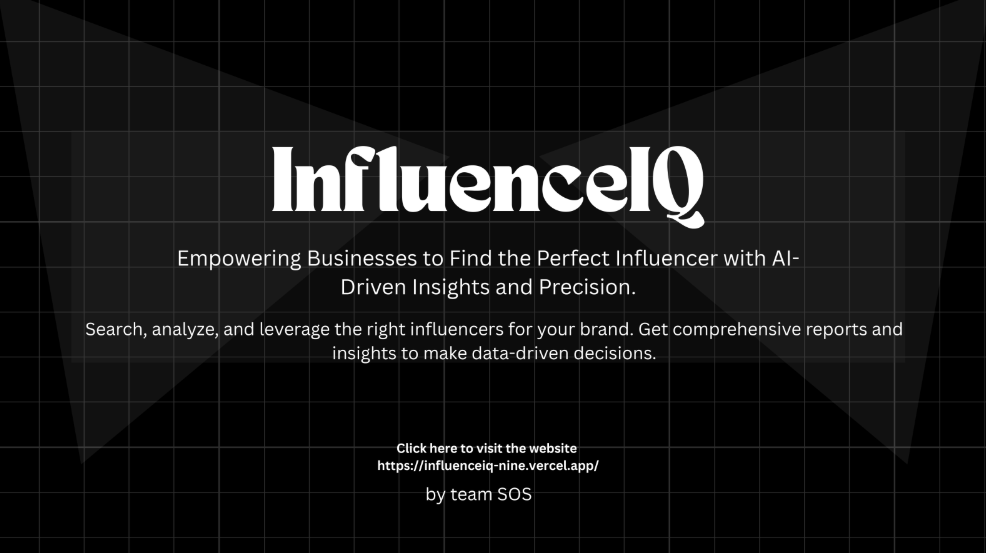 InfluenceIQ
Empowering Businesses to Find the Perfect Influencer with AI-
Driven Insights and Precision.
Search, analyze, and leverage the right influencers for your brand. Get comprehensive reports and
insights to make data-driven decisions.
Click here to visit the website
https://influenceiq-nine.vercel.app/
by team SOS